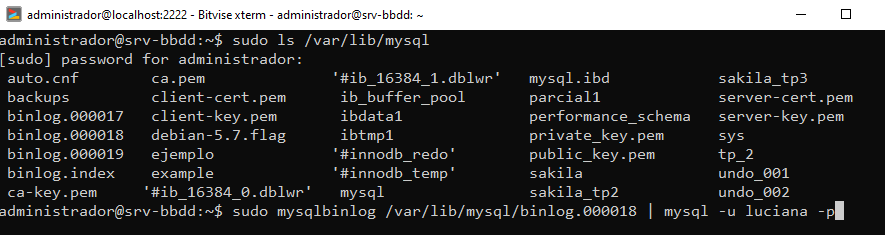 administrador@localhost:2222 - Bitvise xterm - administrador@srv-bbdd: ~
administrador@srv-bbdd:~$ sudo ls /var/lib/mysql
[sudo] password for administrador:
auto.cnf ca.pem '#ib_16384_1.dblwr' mysql.ibd sakila_tp3
backups client-cert.pem ib_buffer_pool parcial1 server-cert.pem
binlog.000017 client-key.pem ibdata1 performance_schema server-key.pem
binlog.000018 debian-5.7.flag ibtmp1 private_key.pem sys
binlog.000019 ejemplo '#innodb_redo' public_key.pem tp_2
binlog.index example '#innodb_temp' sakila undo_001
ca-key.pem '#ib_16384_0.dblwr' mysql sakila_tp2 undo_002
administrador@srv-bbdd:~$ sudo mysqlbinlog /var/lib/mysql/binlog.000018 | mysql -u luciana -p